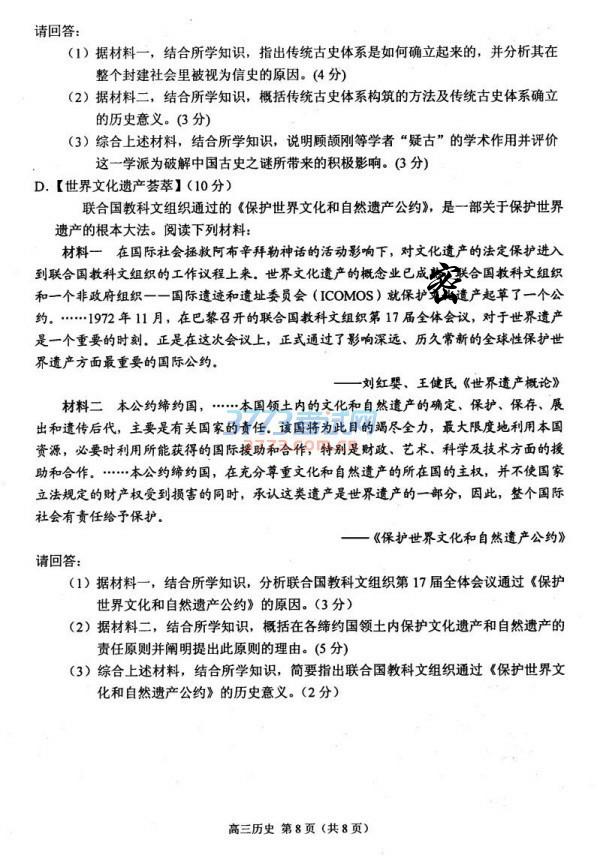 请回答：
（1）据材料一，结合所学知识，指出传统古史体系是如何确立起来的，并分析其在
整个封建社会里被视为信史的原因。(4 分)
（2）据材料二，结合所学知识，概括传统古史体系构筑的方法及传统古史体系确立
的历史意义。(3 分)
（3）综合上述材料，结合所学知识，说明顾颉刚等学者“疑古”的学术作用并评价
这一学派为破解中国古史之谜所带来的积极影响。(3 分)
D.【世界文化遗产荟萃】(10 分)
联合国教科文组织通过的《保护世界文化和自然遗产公约》，是一部关于保护世界
遗产的根本大法。阅读下列材料：
材料一 在国际社会拯救阿布辛拜勒神话的活动影响下，对文化遗产的法定保护进入
到联合国教科文组织的工作议程上来。世界文化遗产的概念业已成 密 联合国教科文组织
和一个非政府组织——国际遗迹和遗址委员会（ICOMOS）就保护 遗产起草了一个公
约。……1972 年 11 月，在巴黎召开的联合国教科文组织第 17 届全体会议，对于世界遗产
是一个重要的时刻。正是在这次会议上，正式通过了影响深远、历久常新的全球性保护世
界遗产方面最重要的国际公约。
——刘红婴、王健民《世界遗产概论》
材料二 本公约缔约国，……本国领土内的文化和自然遗产的确定、保护、保存、展
出和遗传后代，主要是有关国家的责任。该国将为此目的竭尽全力，最大限度地利用本国
资源，必要时利用所能获得的国际援助和合作，特别是财政、艺术、科学及技术方面的援
助和合作。……本公约缔约国，在充分尊重文化和自然遗产的所在国的主权，并不使国家
立法规定的财产权受到损害的同时，承认这类遗产是世界遗产的一部分，因此，整个国际
社会有责任给予保护。
——《保护世界文化和自然遗产公约》
请回答：
（1）据材料一，结合所学知识，分析联合国教科文组织第 17 届全体会议通过《保护
世界文化和自然遗产公约》的原因。（3 分）
（2）据材料二，结合所学知识，概括在各缔约国领土内保护文化遗产和自然遗产的
责任原则并阐明提出此原则的理由。(5 分)
（3）综合上述材料，结合所学知识，简要指出联合国教科文组织通过《保护世界文
化和自然遗产公约》的历史意义。（2 分）
高三历史 第 8 页（共 8 页）